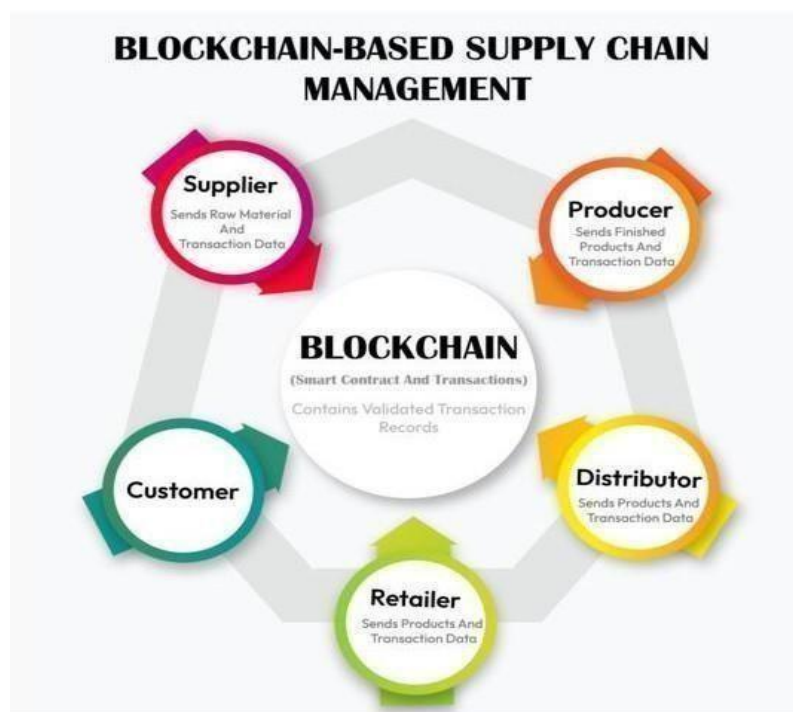 BLOCKCHAIN-BASED SUPPLY CHAIN
MANAGEMENT
Supplier
Sends Raw Material
And
Transaction Data
Producer
Sends Finished
Products And
Transaction Data
BLOCKCHAIN
(Smart Contract And Transactions)
Contains Validated Transaction
Records
Customer
Distributor
Sends Products And
Transaction Data
Retailer
Sends Products And
Transaction Data